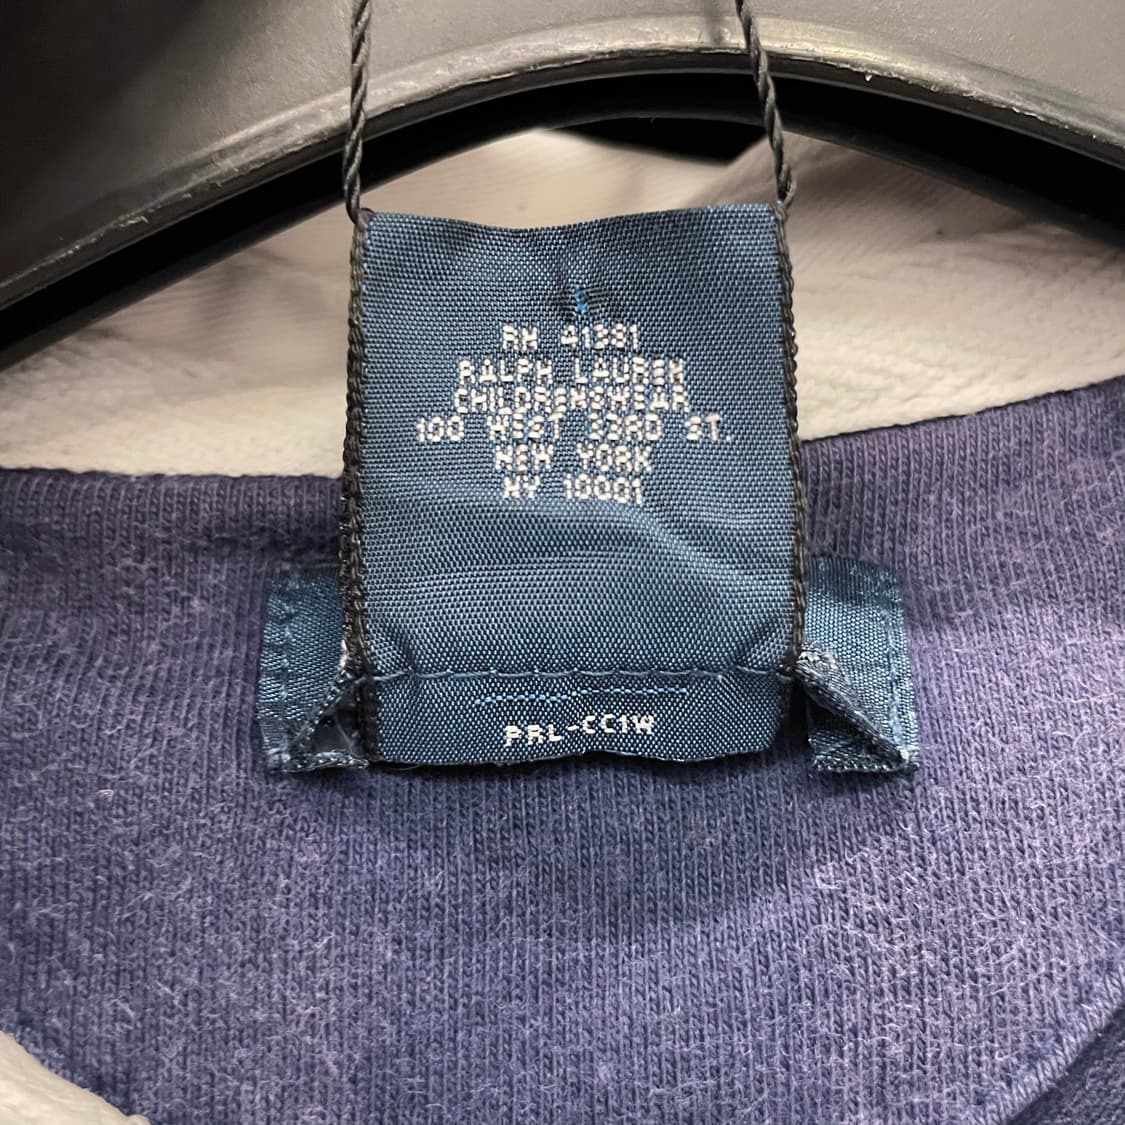 RN 41381
RALPH LAUREN
CHILDRENSWEAR
100 WEST 33RD ST.
NEW YORK
NY 10001
PRL-CC1W